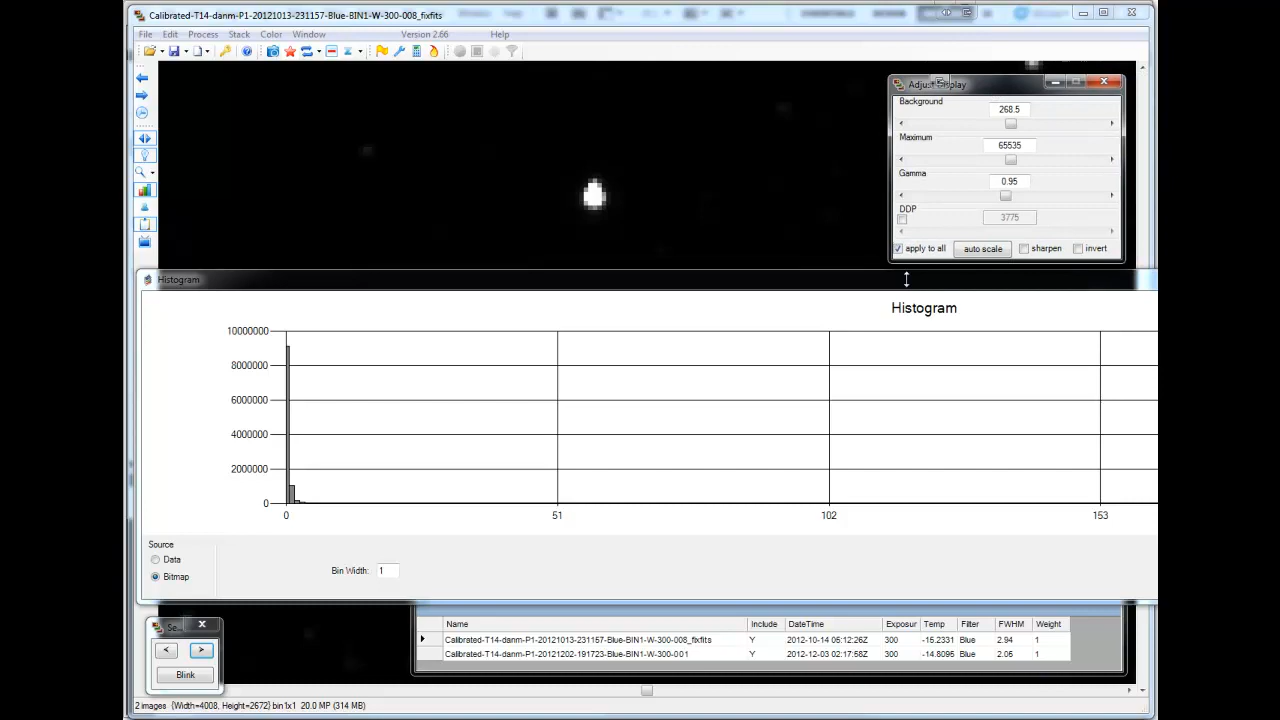 Calibrated-T14-danm-P1-20121013-231157-Blue-BIN1-W-300-008_fixfits
File Edit Process Stack Color Window Version 2.66 Help
Adjust Display
Background
268.5
Maximum
65535
Gamma
0.95
DDP
3775
apply to all auto scale sharpen invert
Histogram
Histogram
10000000
8000000
6000000
4000000
2000000
0
0 51 102 153
Source
Data
Bitmap
Bin Width: 1
Se...
< >
Blink
Name Include DateTime Exposur Temp Filter FWHM Weight
Calibrated-T14-danm-P1-20121013-231157-Blue-BIN1-W-300-008_fixfits Y 2012-10-14 05:12:26Z 300 -15.2331 Blue 2.94 1
Calibrated-T14-danm-P1-20121202-191723-Blue-BIN1-W-300-001 Y 2012-12-03 02:17:58Z 300 -14.8095 Blue 2.05 1
2 images (Width=4008, Height=2672) bin1x1 20.0 MP (314 MB)